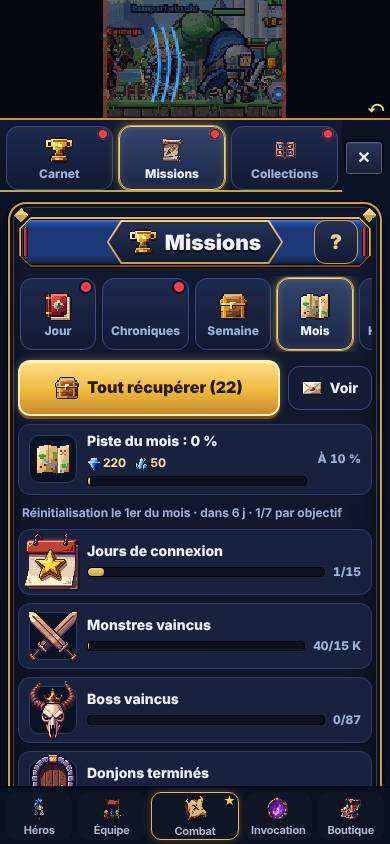 Carnet
Missions
Collections
×
Missions
?
Jour
Chroniques
Semaine
Mois
Tout récupérer (22)
Voir
Piste du mois : 0 %
220
50
À 10 %
Réinitialisation le 1er du mois · dans 6 j · 1/7 par objectif
Jours de connexion
1/15
Monstres vaincus
40/15 K
Boss vaincus
0/87
Donjons terminés
Héros
Équipe
Combat
Invocation
Boutique